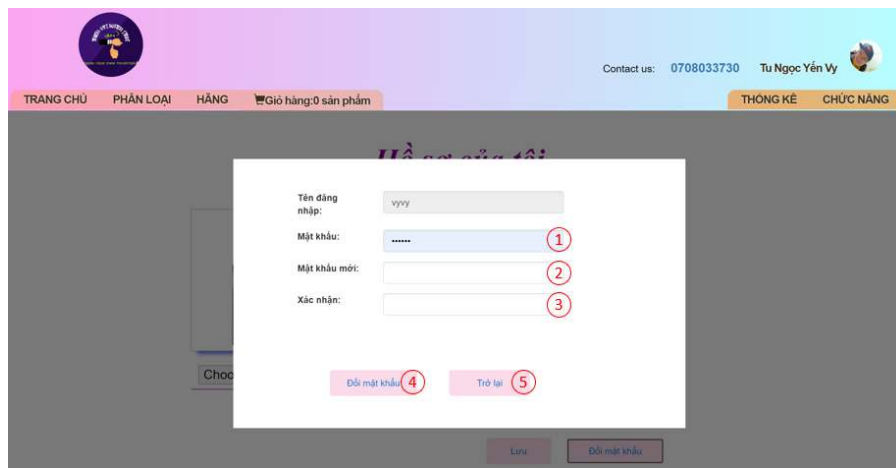 Contact us: 0708033730 Tu Ngọc Yến Vy
TRANG CHỦ PHÂN LOẠI HÃNG Giỏ hàng:0 sản phẩm THỐNG KÊ CHỨC NĂNG
Hồ sơ của tôi
Tên đăng
nhập:
vyvy
Mật khẩu: •••••• 1
Mật khẩu mới: 2
Xác nhận: 3
Choo
Đổi mật khẩu 4 Trở lại 5
Lưu Đổi mật khẩu